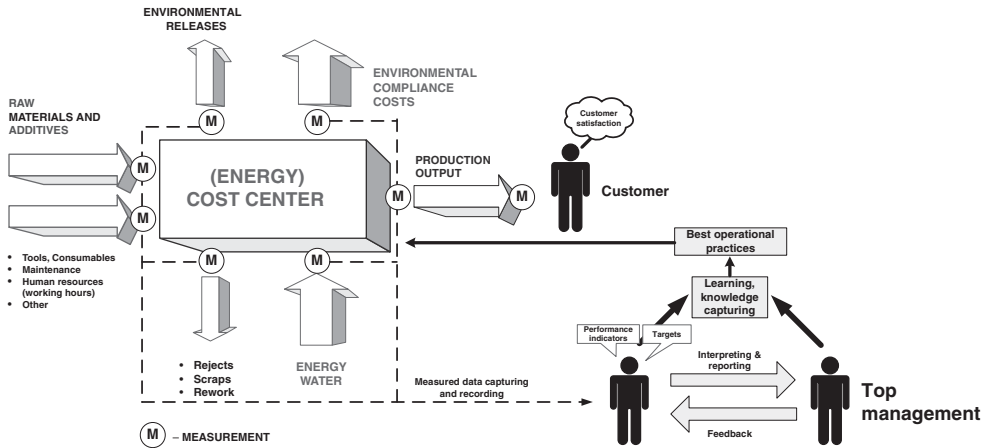 ENVIRONMENTAL
RELEASES
ENVIRONMENTAL
COMPLIANCE
COSTS
RAW
MATERIALS AND
ADDITIVES
M
M
M
M
(ENERGY)
COST CENTER
M
PRODUCTION
OUTPUT
M
Customer
satisfaction
Customer
• Tools, Consumables
• Maintenance
• Human resources
(working hours)
• Other
M
M
• Rejects
• Scraps
• Rework
ENERGY
WATER
Best operational
practices
Learning,
knowledge
capturing
Performance
indicators
Targets
Interpreting &
reporting
Feedback
Top
management
Measured data capturing
and recording
M – MEASUREMENT